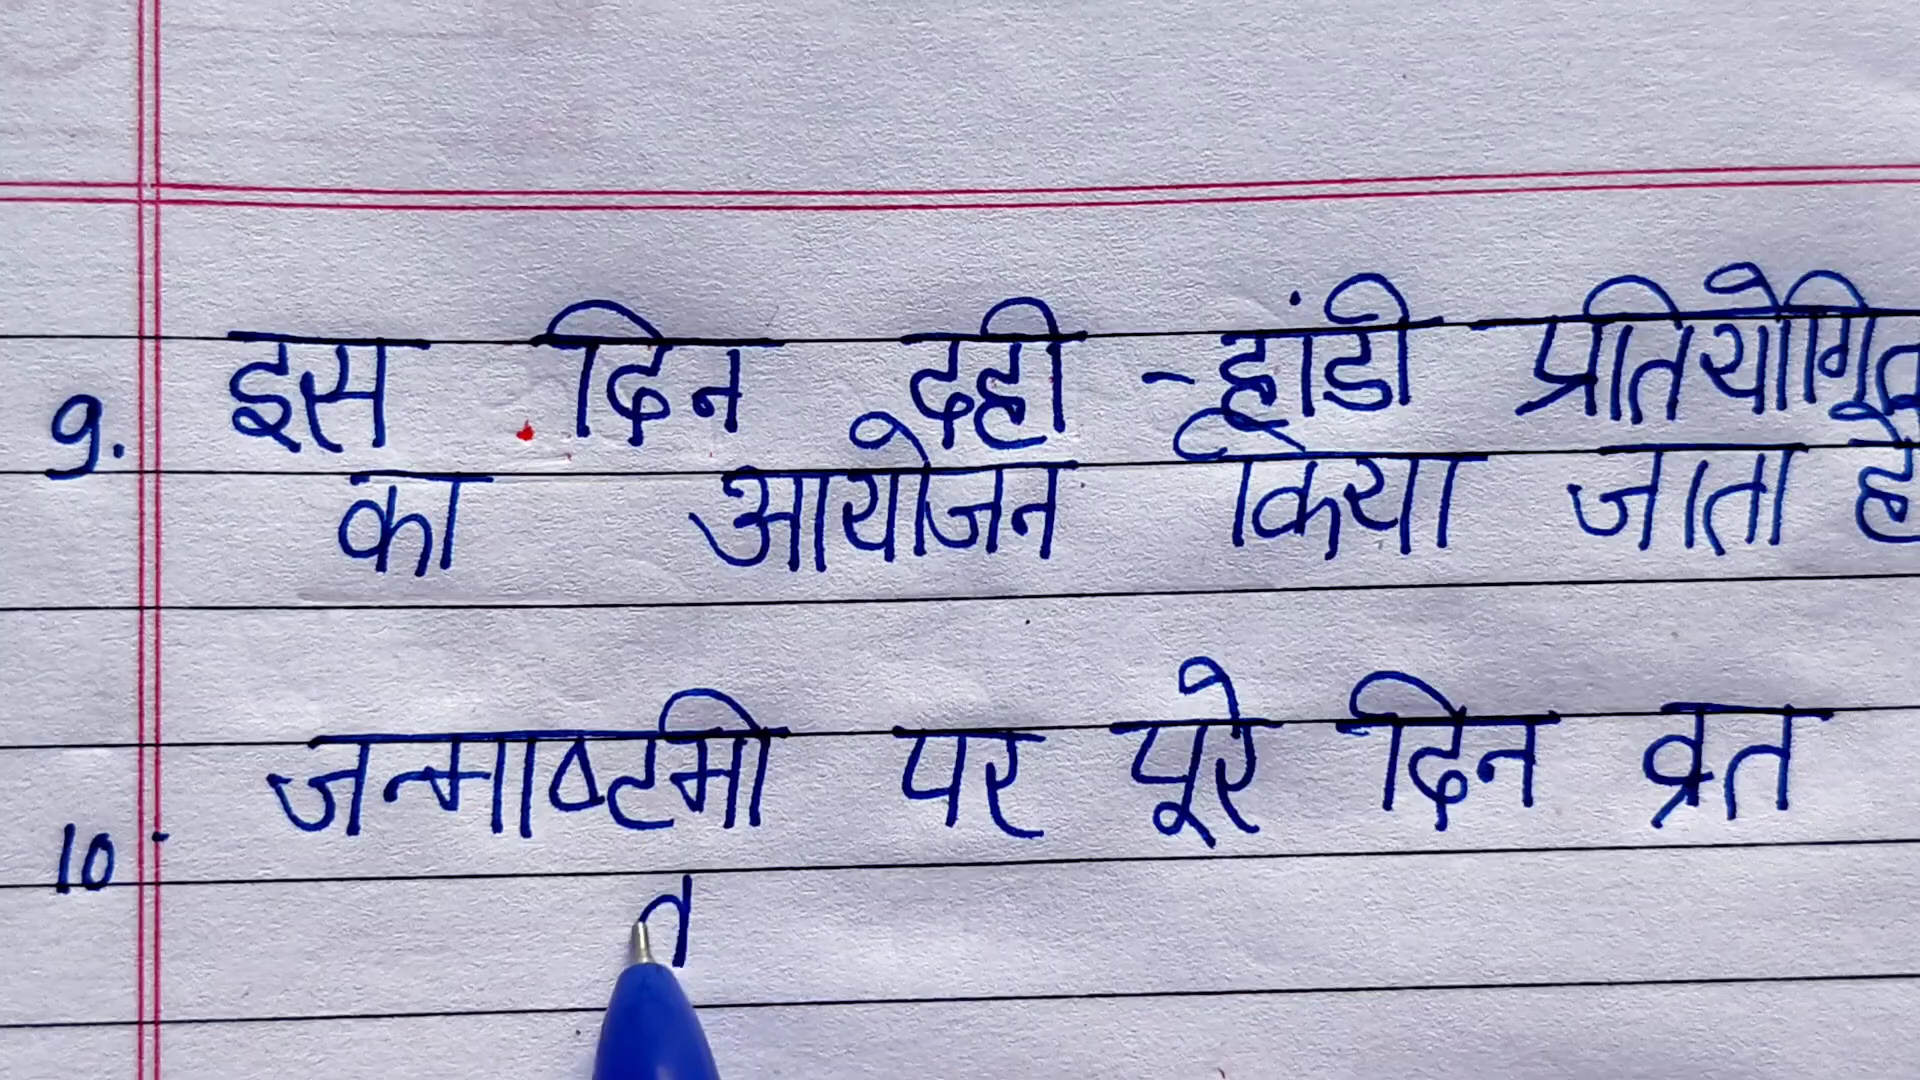 9. इस दिन दही -हांडी प्रतियोगित
का आयोजन किया जाता है
10. जन्माष्टमी पर पूरे दिन व्रत
त